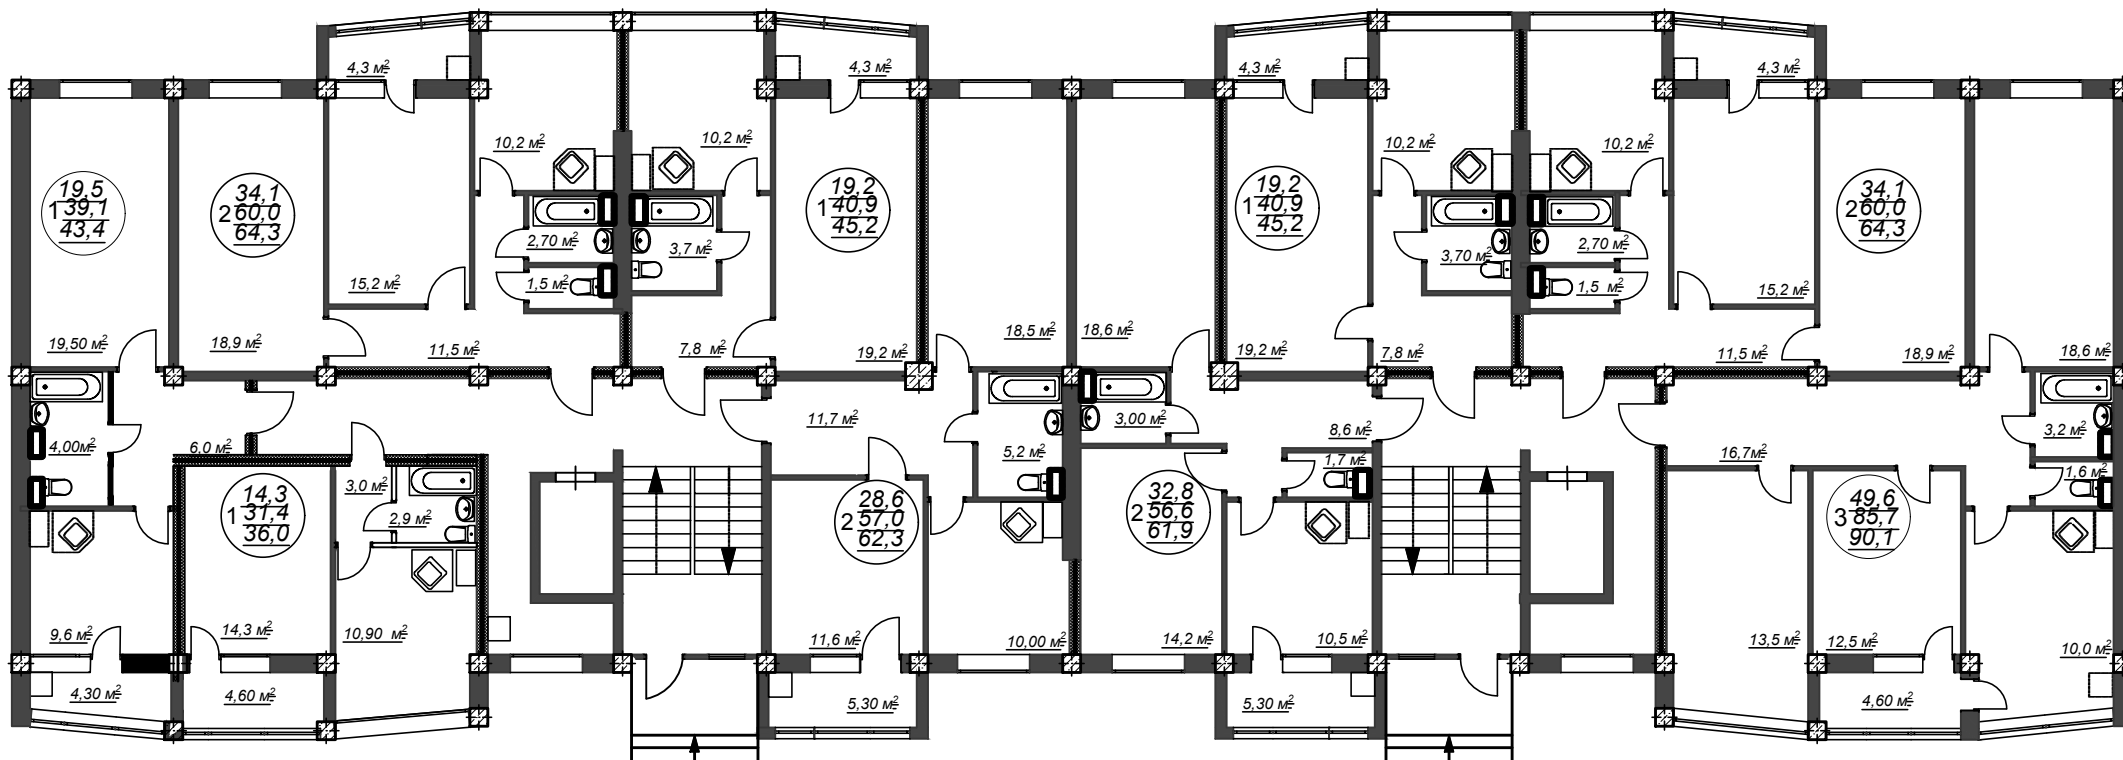 4,3 м²
4,3 м²
4,3 м²
4,3 м²
10,2 м²
10,2 м²
10,2 м²
10,2 м²
19,5
1 39,1
43,4
34,1
2 60,0
64,3
19,2
1 40,9
45,2
19,2
1 40,9
45,2
34,1
2 60,0
64,3
2,70 м²
3,7 м²
3,70 м²
2,70 м²
15,2 м²
1,5 м²
1,5 м²
15,2 м²
19,50 м²
18,9 м²
11,5 м²
7,8 м²
19,2 м²
18,5 м²
18,6 м²
19,2 м²
7,8 м²
11,5 м²
18,9 м²
18,6 м²
4,00м²
6,0 м²
11,7 м²
5,2 м²
3,00 м²
8,6 м²
1,7 м²
16,7м²
3,2 м²
1,6 м²
14,3
1 31,4
36,0
3,0 м²
2,9 м²
28,6
2 57,0
62,3
32,8
2 56,6
61,9
49,6
3 85,7
90,1
9,6 м²
14,3 м²
10,90 м²
11,6 м²
10,00 м²
14,2 м²
10,5 м²
13,5 м²
12,5 м²
10,0 м²
4,30 м²
4,60 м²
5,30 м²
5,30 м²
4,60 м²